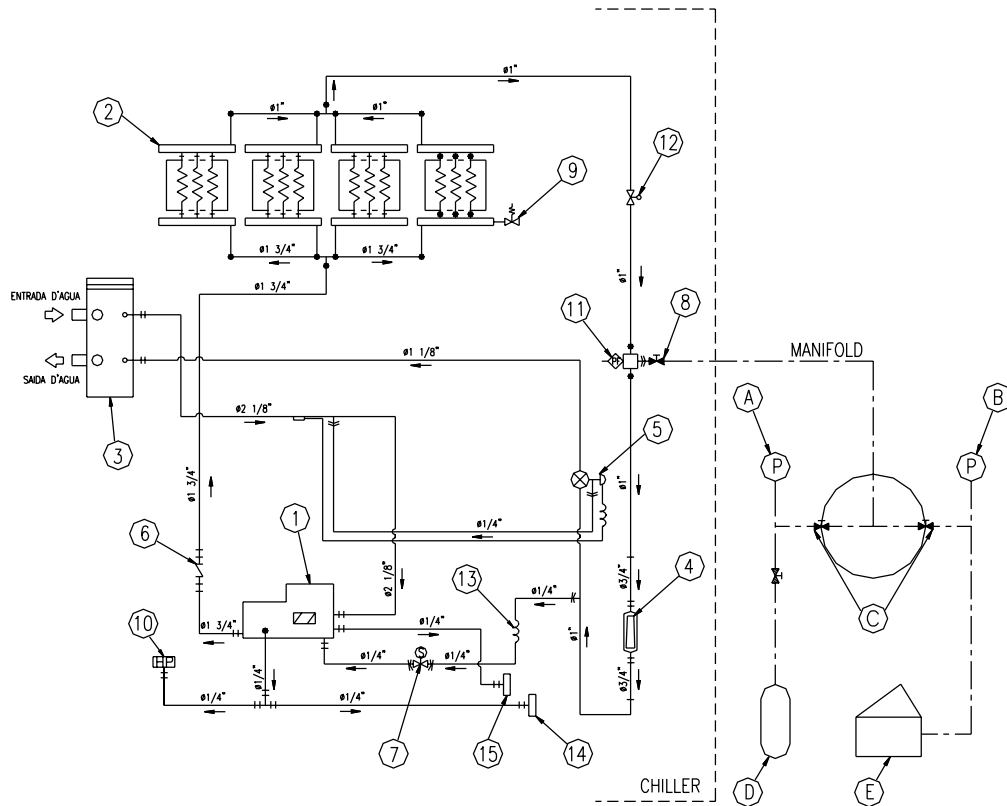 ø1"
ø1"
ø1"
2
12
9
ø1 3/4"
ø1 3/4"
ø1 3/4"
ENTRADA D'AGUA
ø1"
11
8
SAIDA D'AGUA
ø1 1/8"
MANIFOLD
A
B
ø2 1/8"
3
5
P
P
ø1 3/4"
ø1"
1
ø1/4"
6
ø2 1/8"
ø3/4"
4
13
ø1/4"
C
10
ø1 3/4"
ø1/4"
ø1"
HP
S
ø1/4"
ø1/4"
ø1/4"
ø3/4"
ø1/4"
ø1/4"
7
15
14
D
E
CHILLER